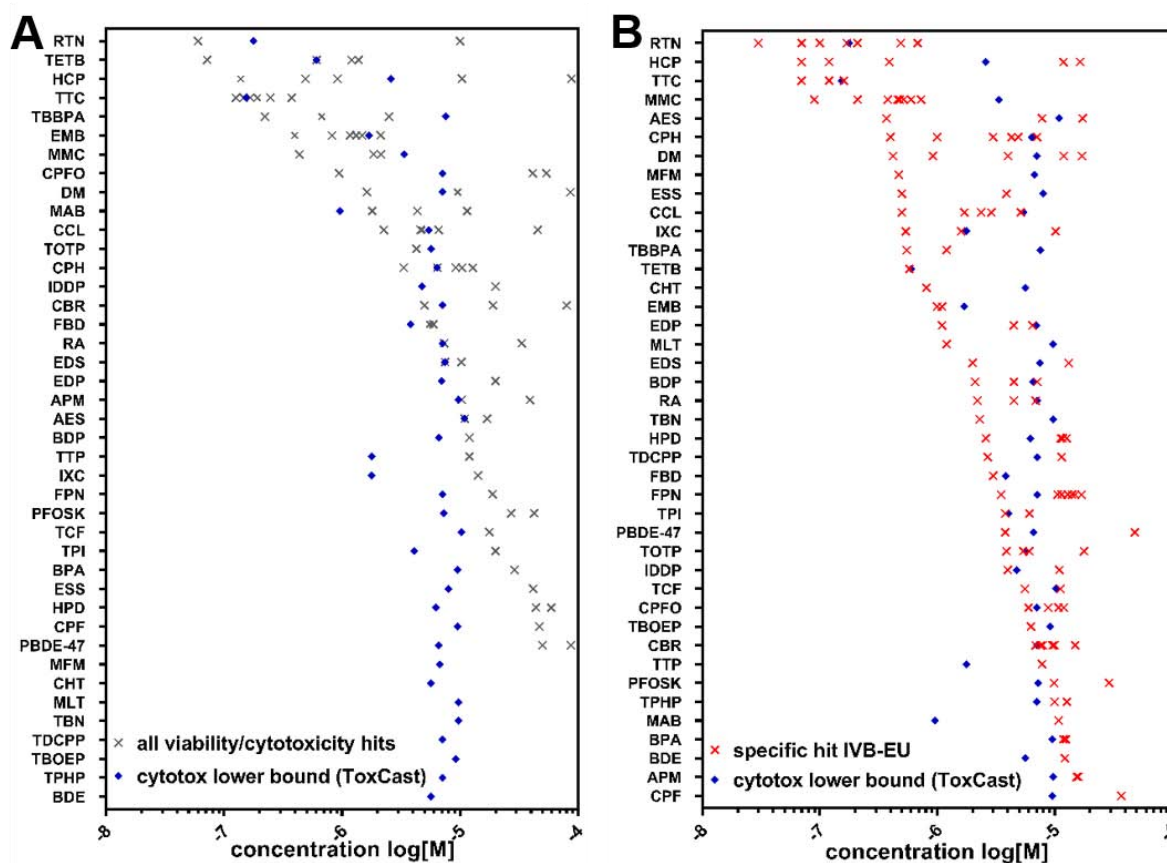 A
RTN
TETB
HCP
TTC
TBBPA
EMB
MMC
CPFO
DM
MAB
CCL
TOTP
CPH
IDDP
CBR
FBD
RA
EDS
EDP
APM
AES
BDP
TTP
IXC
FPN
PFOSK
TCF
TPI
BPA
ESS
HPD
CPF
PBDE-47
MFM
CHT
MLT
TBN
TDCPP
TBOEP
TPHP
BDE
all viability/cytotoxicity hits
cytotox lower bound (ToxCast)
-8 -7 -6 -5 -4
concentration log[M]
B
RTN
HCP
TTC
MMC
AES
CPH
DM
MFM
ESS
CCL
IXC
TBBPA
TETB
CHT
EMB
EDP
MLT
EDS
BDP
RA
TBN
HPD
TDCPP
FBD
FPN
TPI
PBDE-47
TOTP
IDDP
TCF
CPFO
TBOEP
CBR
TTP
PFOSK
TPHP
MAB
BPA
BDE
APM
CPF
specific hit IVB-EU
cytotox lower bound (ToxCast)
-8 -7 -6 -5
concentration log[M]